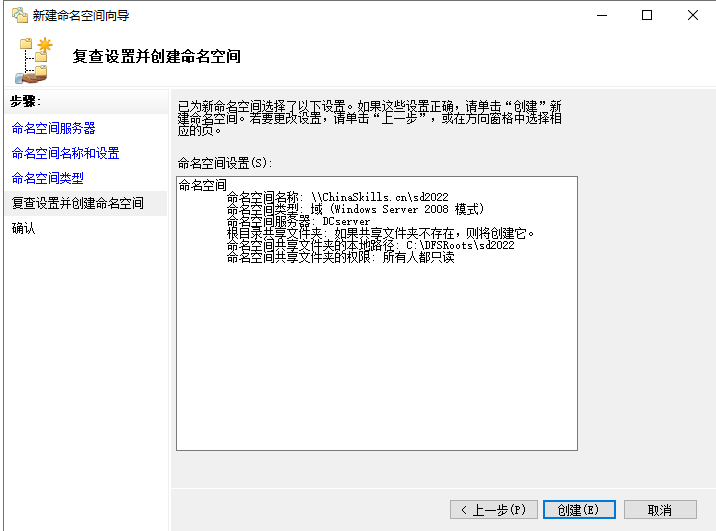 新建命名空间向导
复查设置并创建命名空间
步骤:
命名空间服务器
命名空间名称和设置
命名空间类型
复查设置并创建命名空间
确认
已为新命名空间选择了以下设置。如果这些设置正确，请单击“创建”新
建命名空间。若要更改设置，请单击“上一步”，或在方向窗格中选择相
应的页。
命名空间设置(S):
命名空间
命名空间名称: \\ChinaSkills.cn\sd2022
命名空间类型: 域 (Windows Server 2008 模式)
命名空间服务器: DCserver
根目录共享文件夹: 如果共享文件夹不存在，则将创建它。
命名空间共享文件夹的本地路径: C:\DFSRoots\sd2022
命名空间共享文件夹的权限: 所有人都只读
< 上一步(P)
创建(E)
取消